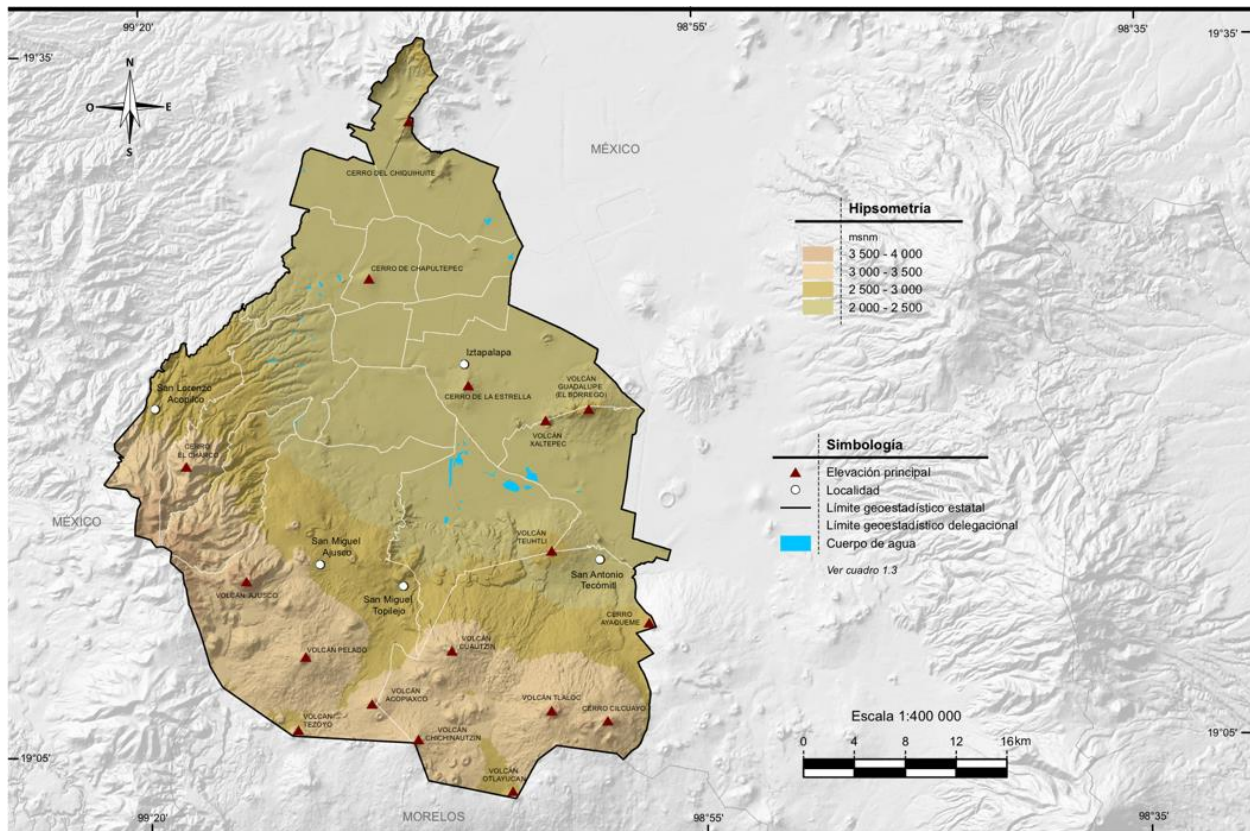 99°20'
98°55'
98°35'
19°35'
19°35'
N
O
E
S
MÉXICO
CERRO DEL CHIQUIHUITE
Hipsometría
msnm
3 500 - 4 000
3 000 - 3 500
2 500 - 3 000
2 000 - 2 500
CERRO DE CHAPULTEPEC
Iztapalapa
CERRO DE LA ESTRELLA
VOLCÁN
GUADALUPE
(EL BORREGO)
VOLCÁN
XALTEPEC
San Lorenzo
Acopilco
CERRO
EL CHARCO
MÉXICO
Simbología
Elevación principal
Localidad
Límite geoestadístico estatal
Límite geoestadístico delegacional
Cuerpo de agua
Ver cuadro 1.3
VOLCÁN
TEUHTLI
San Miguel
Ajusco
San Antonio
Tecómitl
VOLCÁN AJUSCO
San Miguel
Topilejo
CERRO
AYAQUEME
VOLCÁN
CUAUTZIN
VOLCÁN PELADO
VOLCÁN
ACOPIAXCO
VOLCÁN TLALOC
CERRO CILCUAYO
VOLCÁN
TEZOYO
VOLCÁN
CHICHINAUTZIN
VOLCÁN
OTLAYUCAN
Escala 1:400 000
0 4 8 12 16 km
19°05'
19°05'
MORELOS
99°20'
98°55'
98°35'